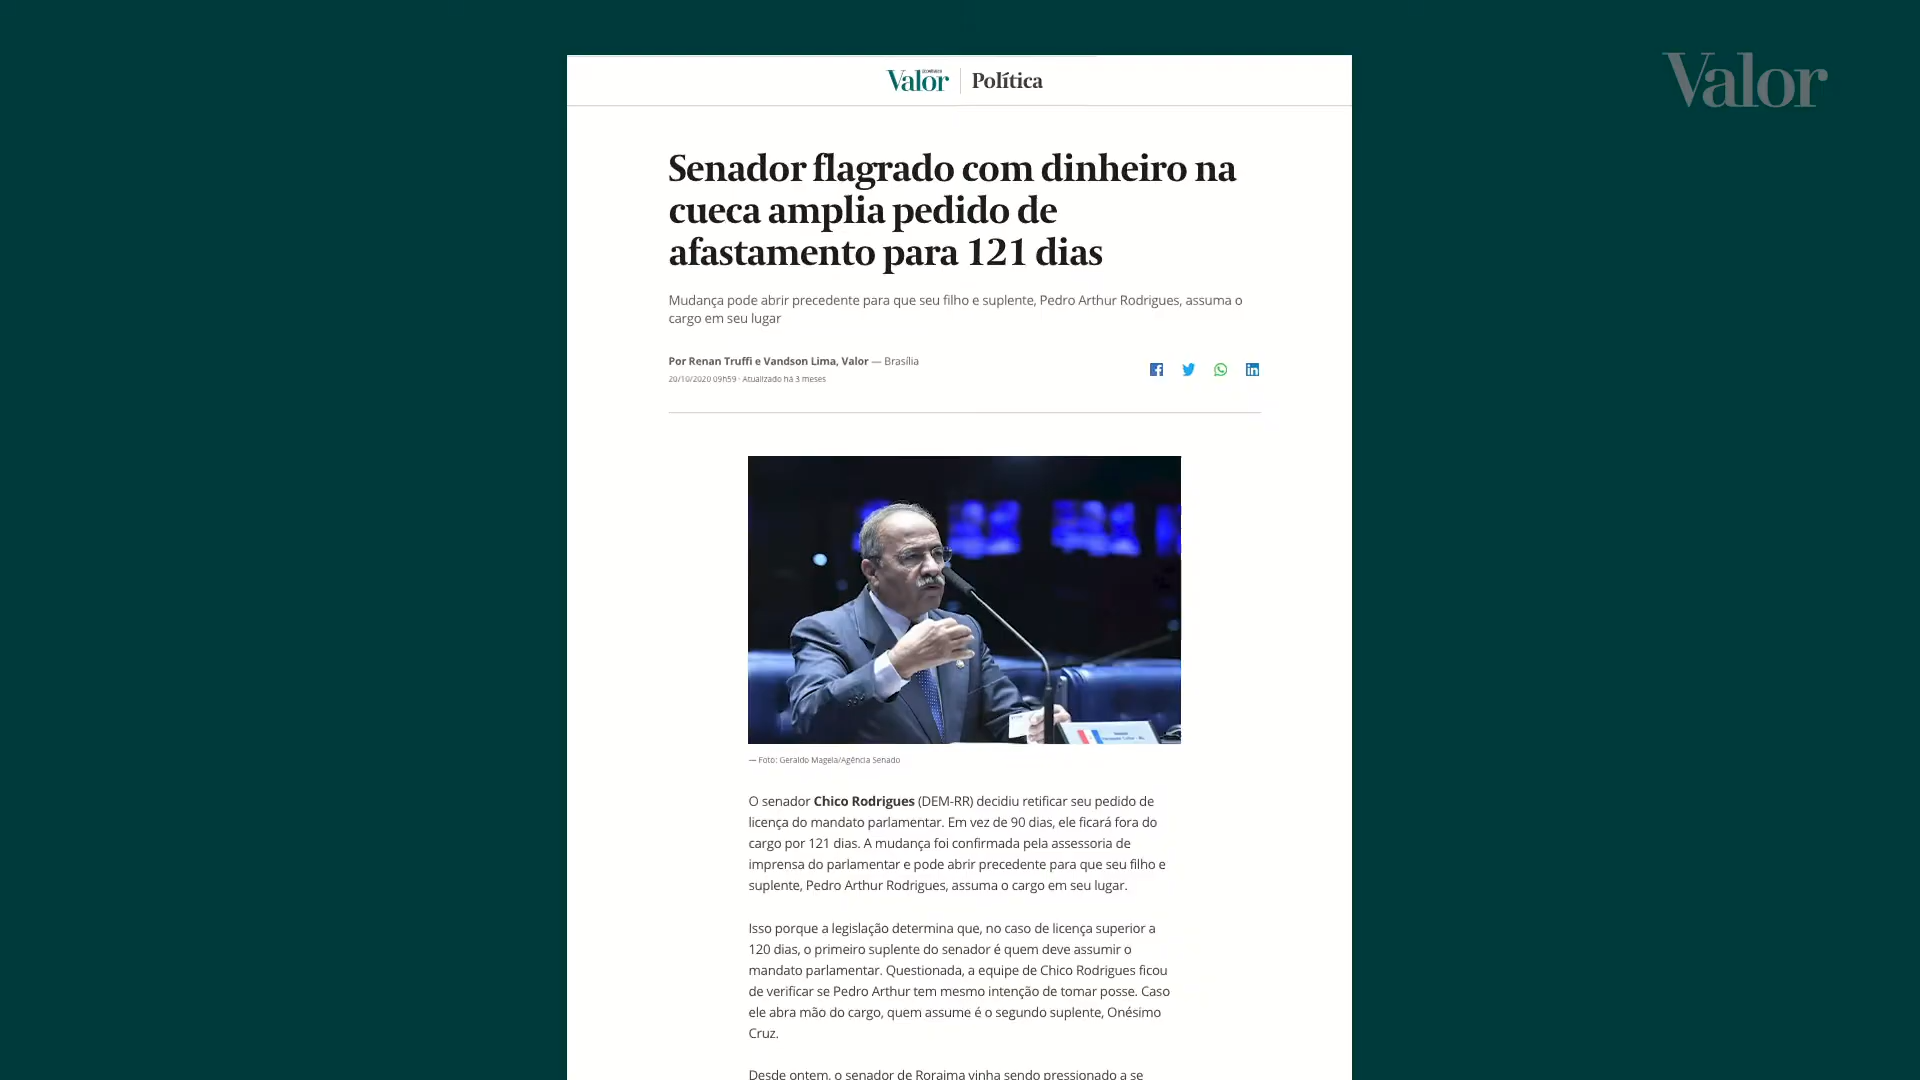 Valor
Valor | Política
Senador flagrado com dinheiro na
cueca amplia pedido de
afastamento para 121 dias
Mudança pode abrir precedente para que seu filho e suplente, Pedro Arthur Rodrigues, assuma o
cargo em seu lugar
Por Renan Truffi e Vandson Lima, Valor — Brasília
20/10/2020 09h59 · Atualizado há 3 meses
— Foto: Geraldo Magela/Agência Senado
O senador Chico Rodrigues (DEM-RR) decidiu retificar seu pedido de
licença do mandato parlamentar. Em vez de 90 dias, ele ficará fora do
cargo por 121 dias. A mudança foi confirmada pela assessoria de
imprensa do parlamentar e pode abrir precedente para que seu filho e
suplente, Pedro Arthur Rodrigues, assuma o cargo em seu lugar.
Isso porque a legislação determina que, no caso de licença superior a
120 dias, o primeiro suplente do senador é quem deve assumir o
mandato parlamentar. Questionada, a equipe de Chico Rodrigues ficou
de verificar se Pedro Arthur tem mesmo intenção de tomar posse. Caso
ele abra mão do cargo, quem assume é o segundo suplente, Onésimo
Cruz.
Desde ontem, o senador de Roraima vinha sendo pressionado a se